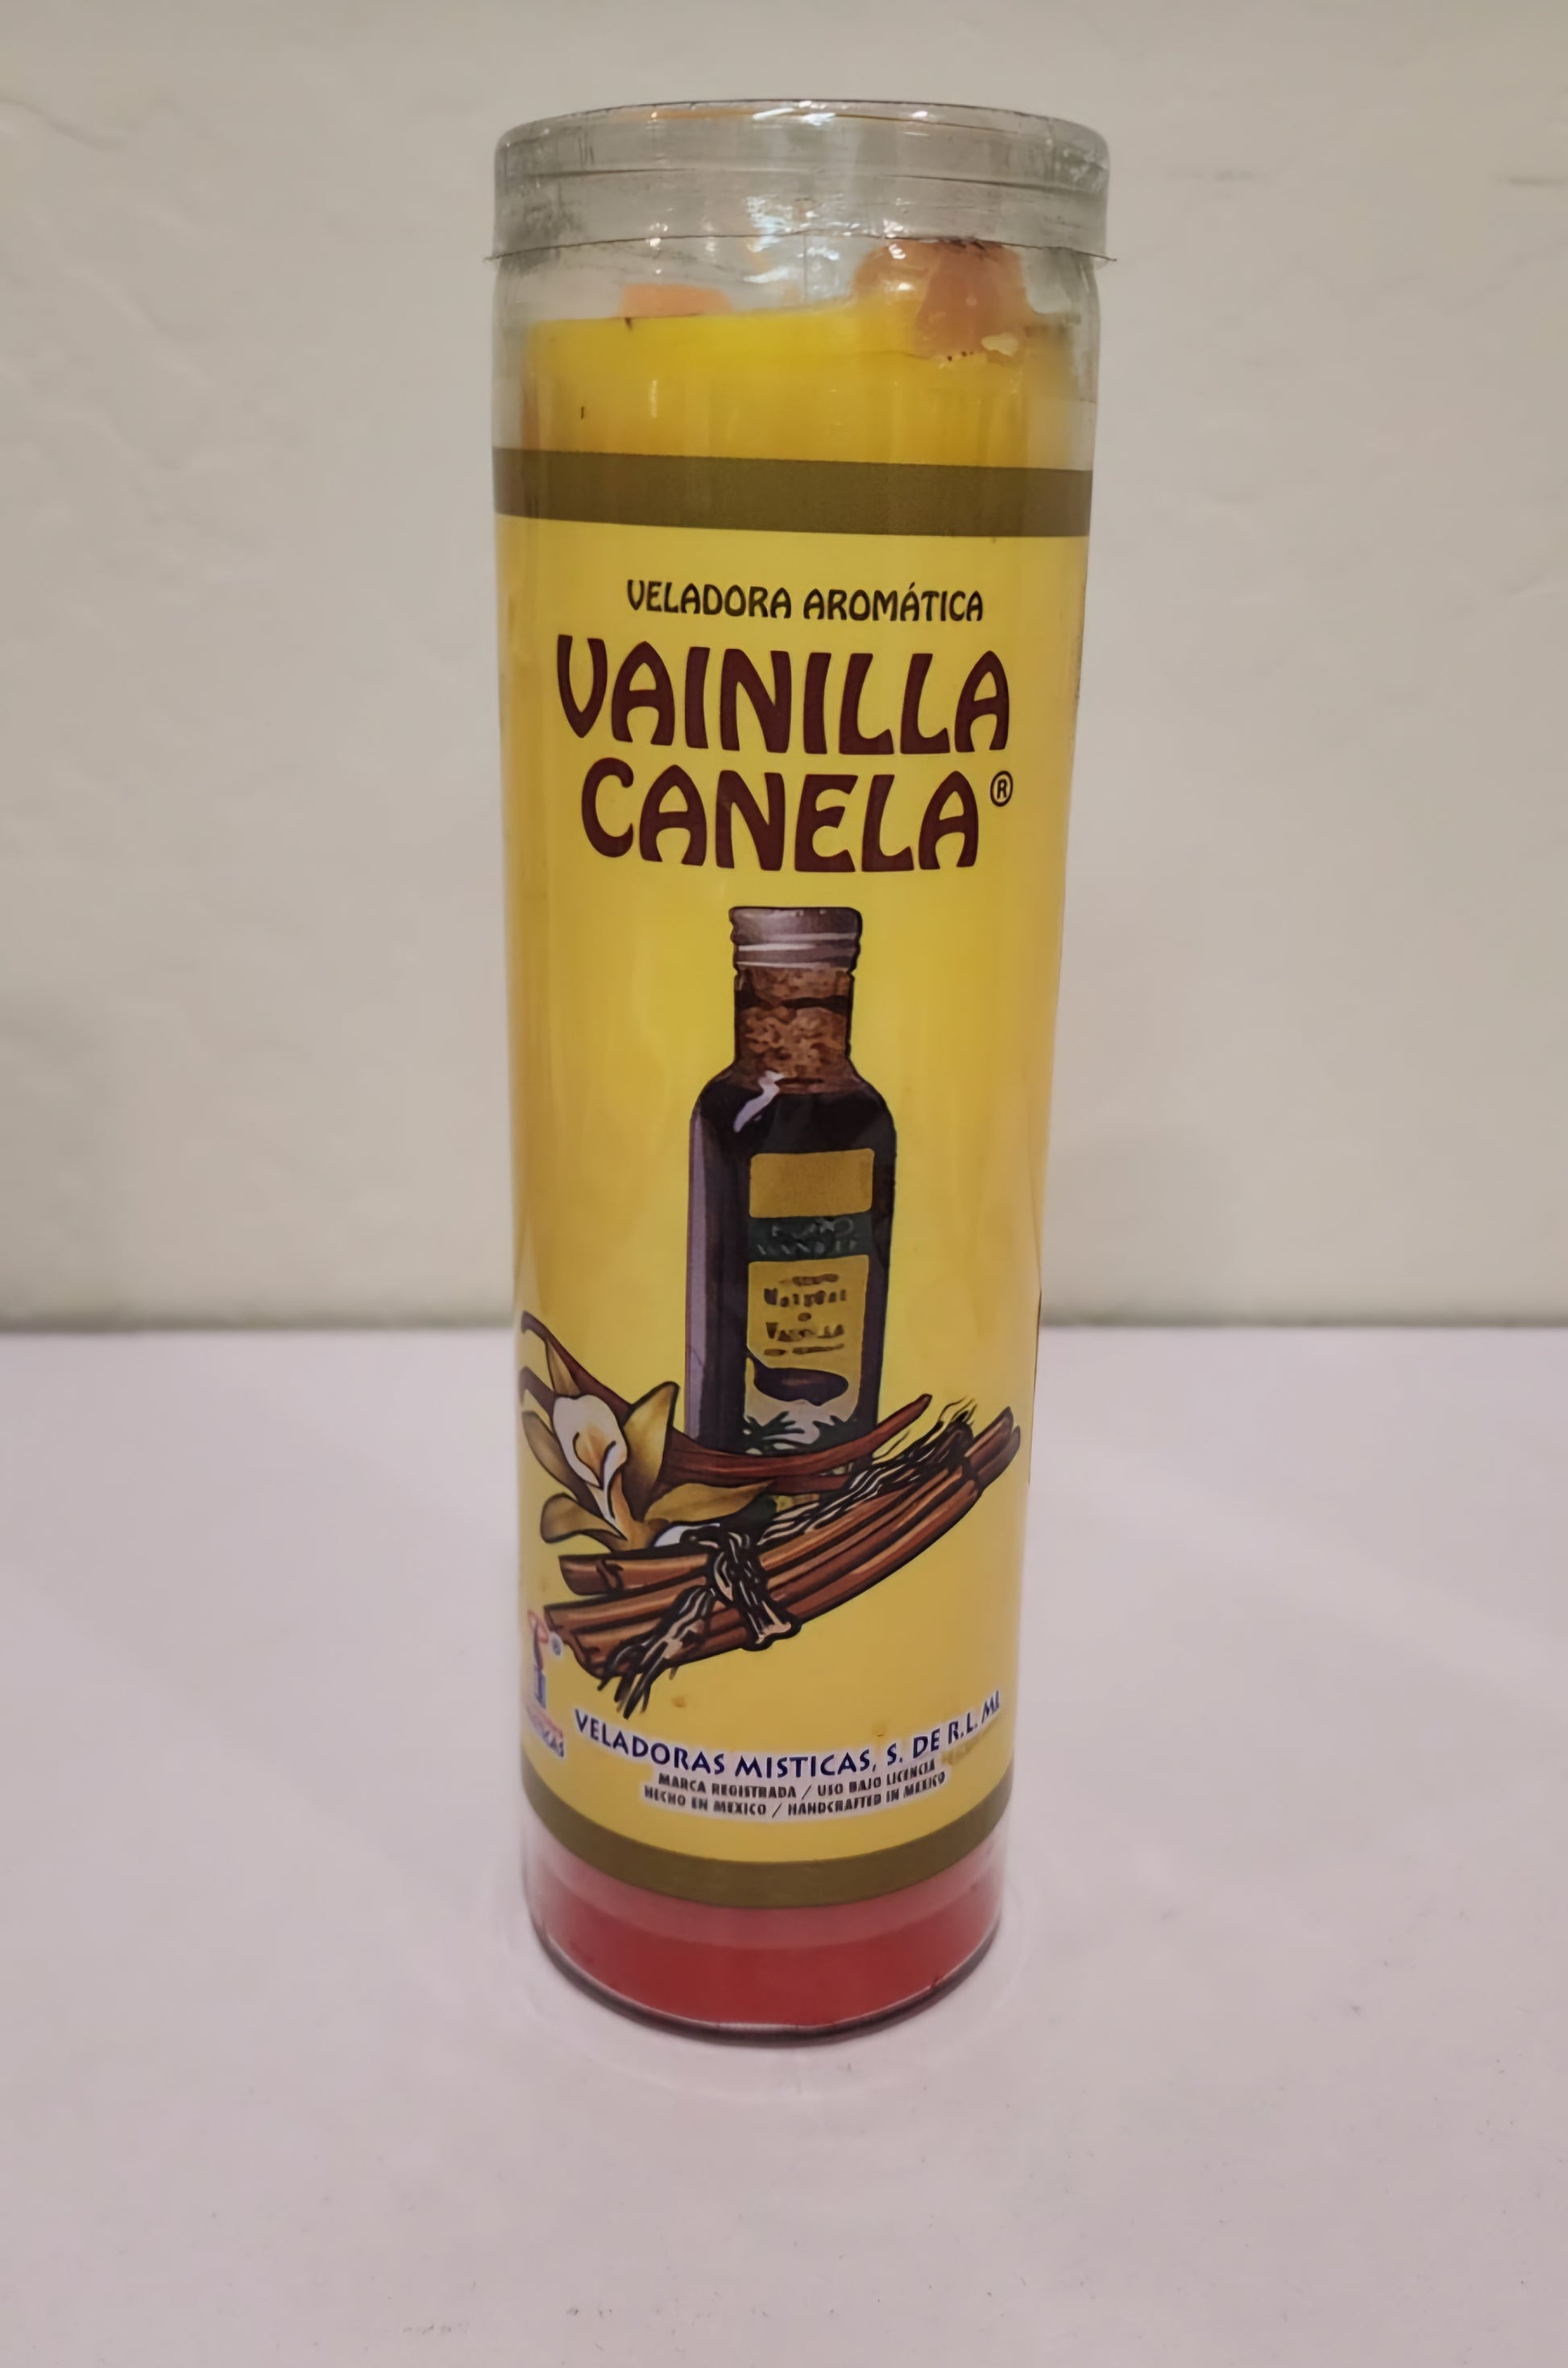 VELADORA AROMÁTICA
VAINILLA
CANELA®
VELADORAS MISTICAS, S. DE R.L. MI.
MARCA REGISTRADA / USO BAJO LICENCIA
HECHO EN MEXICO / HANDCRAFTED IN MEXICO